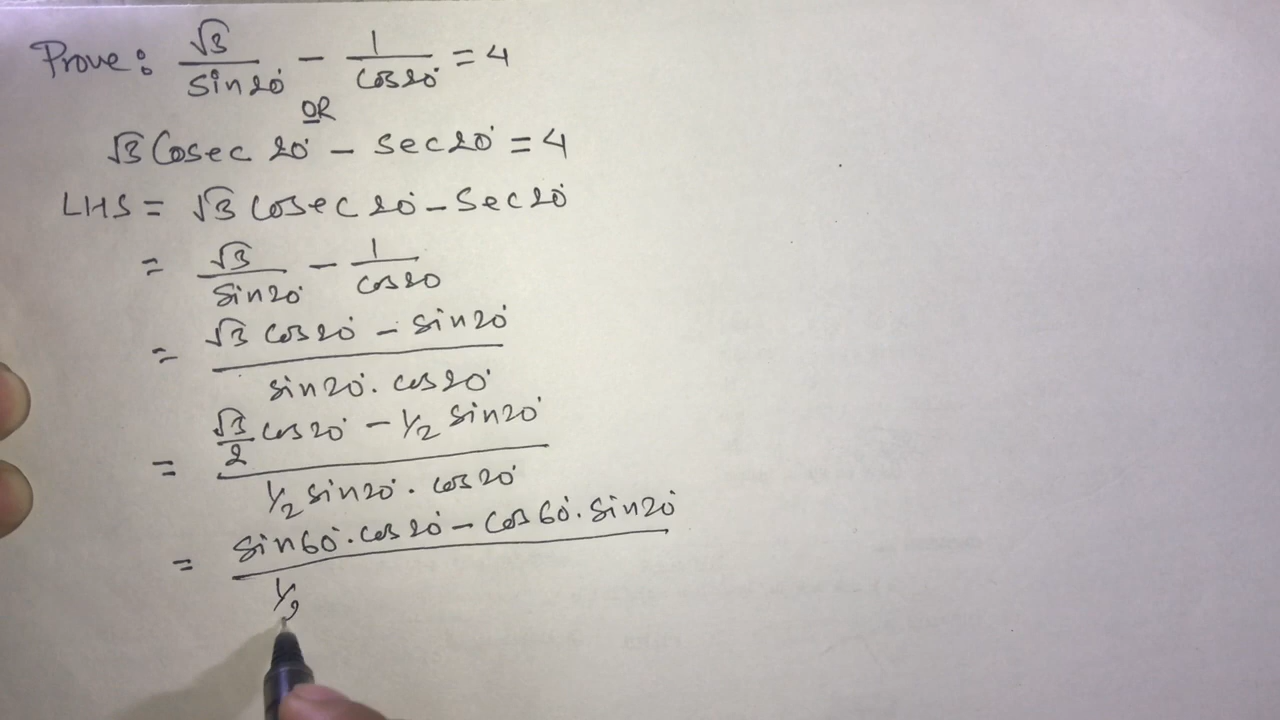 Prove: √3/sin20° - 1/cos20° = 4
OR
√3 Cosec 20° - sec20° = 4
LHS = √3 cosec 20° - Sec20°
= √3/sin20° - 1/cos20
= √3 cos20° - sin20° / sin20°. cos20°
= √3/2 cos20° - 1/2 sin20° / 1/2 sin20°. cos20°
= sin60°.cos20° - cos60°.sin20° / 1/2